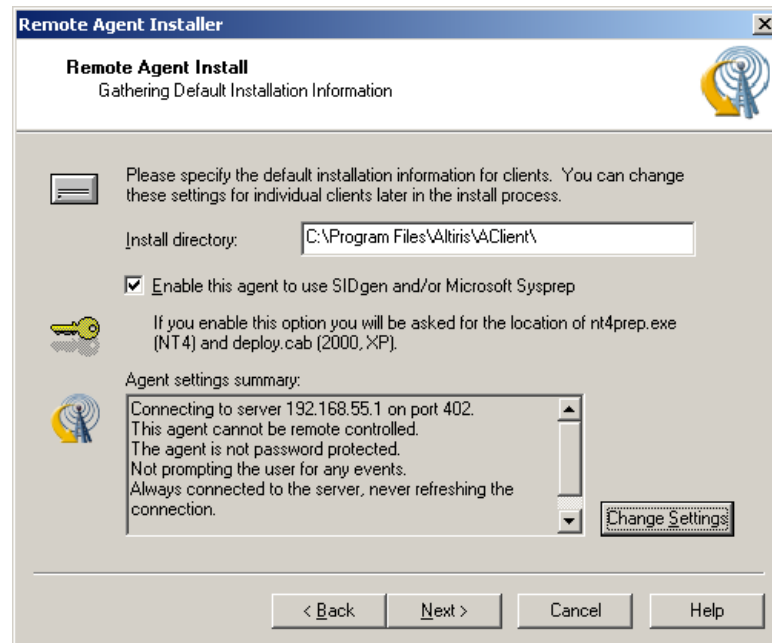 Remote Agent Installer
Remote Agent Install
Gathering Default Installation Information
Please specify the default installation information for clients. You can change
these settings for individual clients later in the install process.
Install directory:
C:\Program Files\Altiris\AClient\
Enable this agent to use SIDgen and/or Microsoft Sysprep
If you enable this option you will be asked for the location of nt4prep.exe
(NT4) and deploy.cab (2000, XP).
Agent settings summary:
Connecting to server 192.168.55.1 on port 402.
This agent cannot be remote controlled.
The agent is not password protected.
Not prompting the user for any events.
Always connected to the server, never refreshing the
connection.
Change Settings
< Back
Next >
Cancel
Help